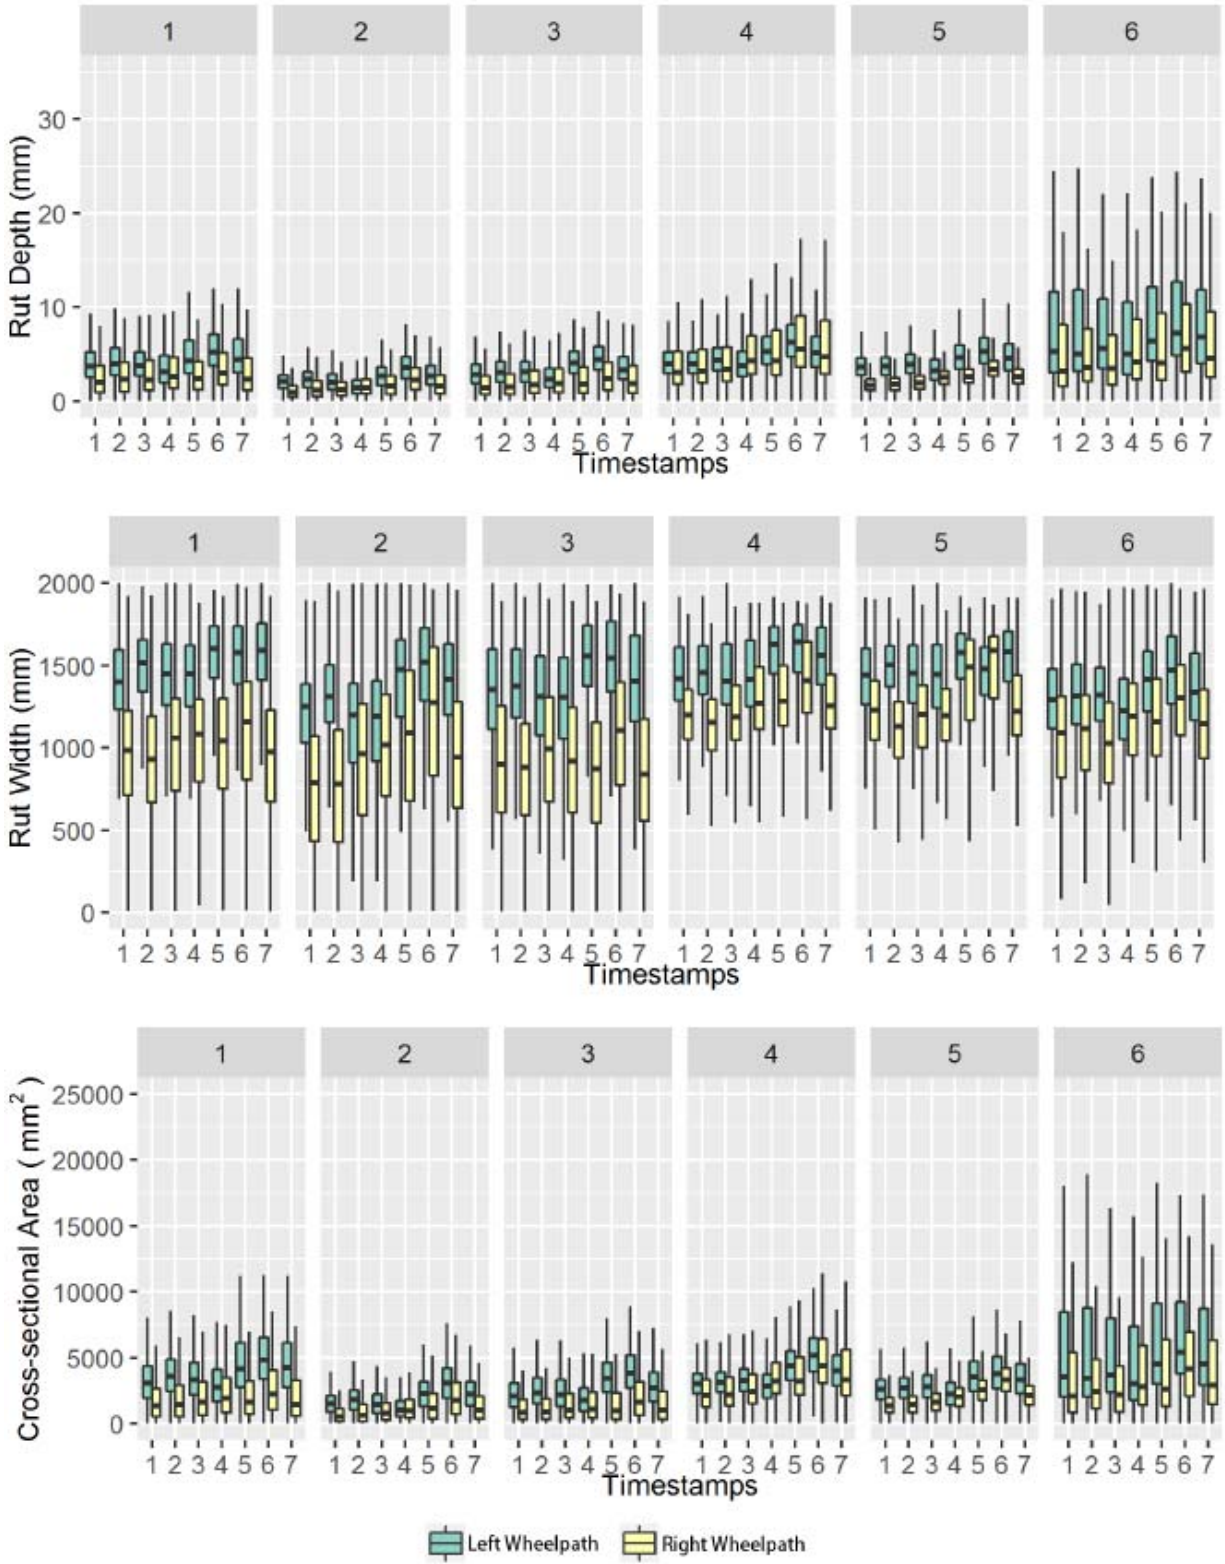 1 2 3 4 5 6
30
20
10
0
Rut Depth (mm)
1 2 3 4 5 6 7 1 2 3 4 5 6 7 1 2 3 4 5 6 7 1 2 3 4 5 6 7 1 2 3 4 5 6 7 1 2 3 4 5 6 7
Timestamps
1 2 3 4 5 6
2000
1500
1000
500
0
Rut Width (mm)
1 2 3 4 5 6 7 1 2 3 4 5 6 7 1 2 3 4 5 6 7 1 2 3 4 5 6 7 1 2 3 4 5 6 7 1 2 3 4 5 6 7
Timestamps
1 2 3 4 5 6
25000
20000
15000
10000
5000
0
Cross-sectional Area ( mm² )
1 2 3 4 5 6 7 1 2 3 4 5 6 7 1 2 3 4 5 6 7 1 2 3 4 5 6 7 1 2 3 4 5 6 7 1 2 3 4 5 6 7
Timestamps
Left Wheelpath Right Wheelpath